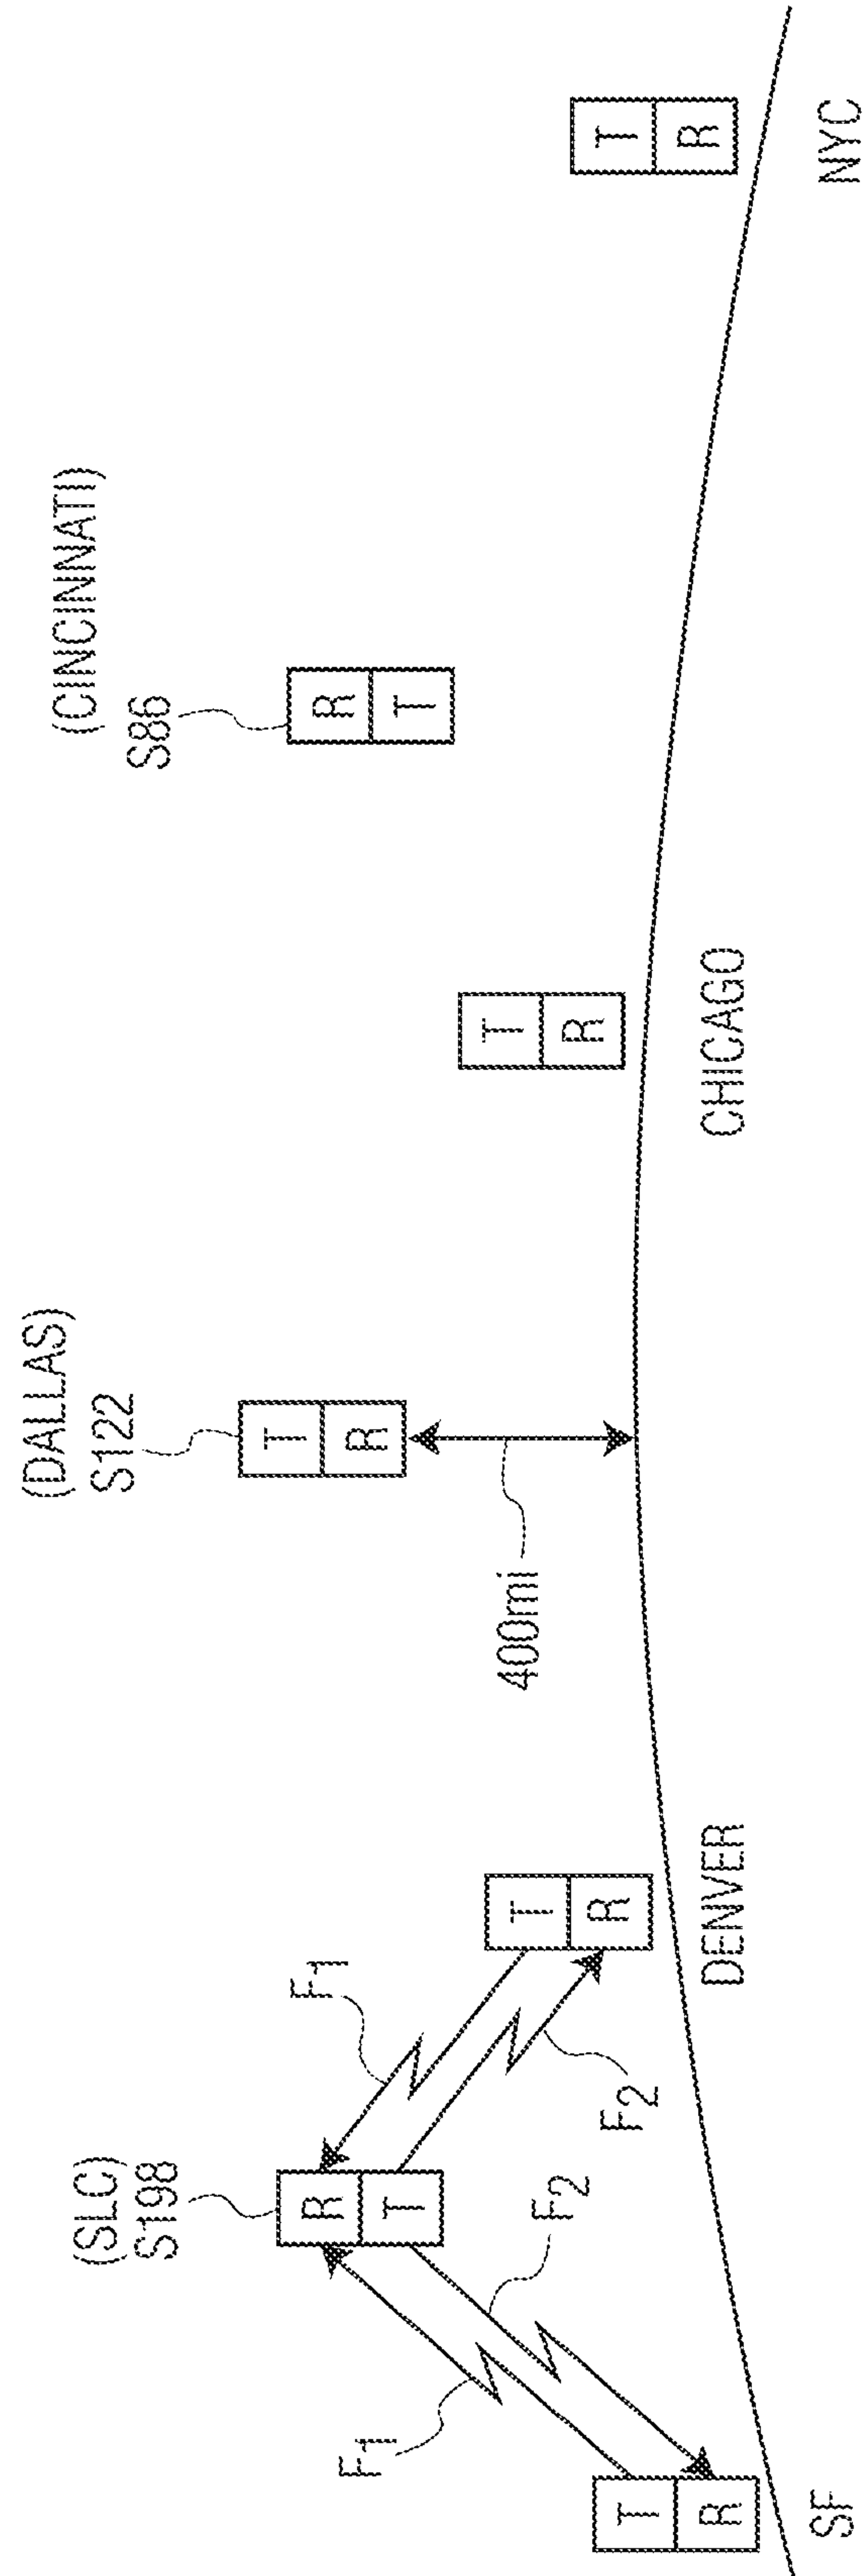 (SLC)
S198
R
T
F1
F2
F1
F2
T
R
SF
T
R
DENVER
(DALLAS)
S122
T
R
400mi
T
R
CHICAGO
(CINCINNATI)
S86
R
T
T
R
NYC